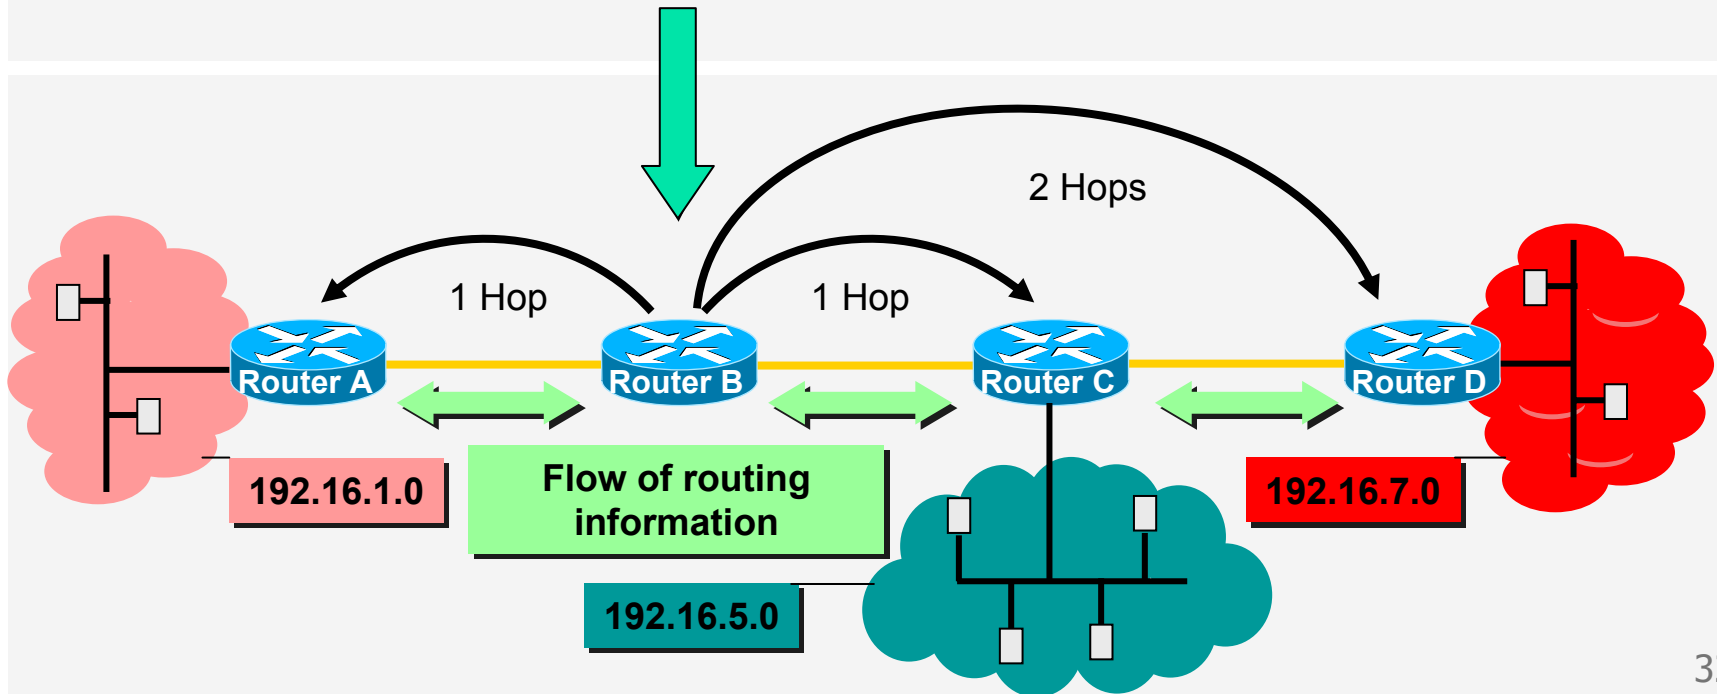 2 Hops
1 Hop
1 Hop
Router A
Router B
Router C
Router D
192.16.1.0
Flow of routing
information
192.16.7.0
192.16.5.0